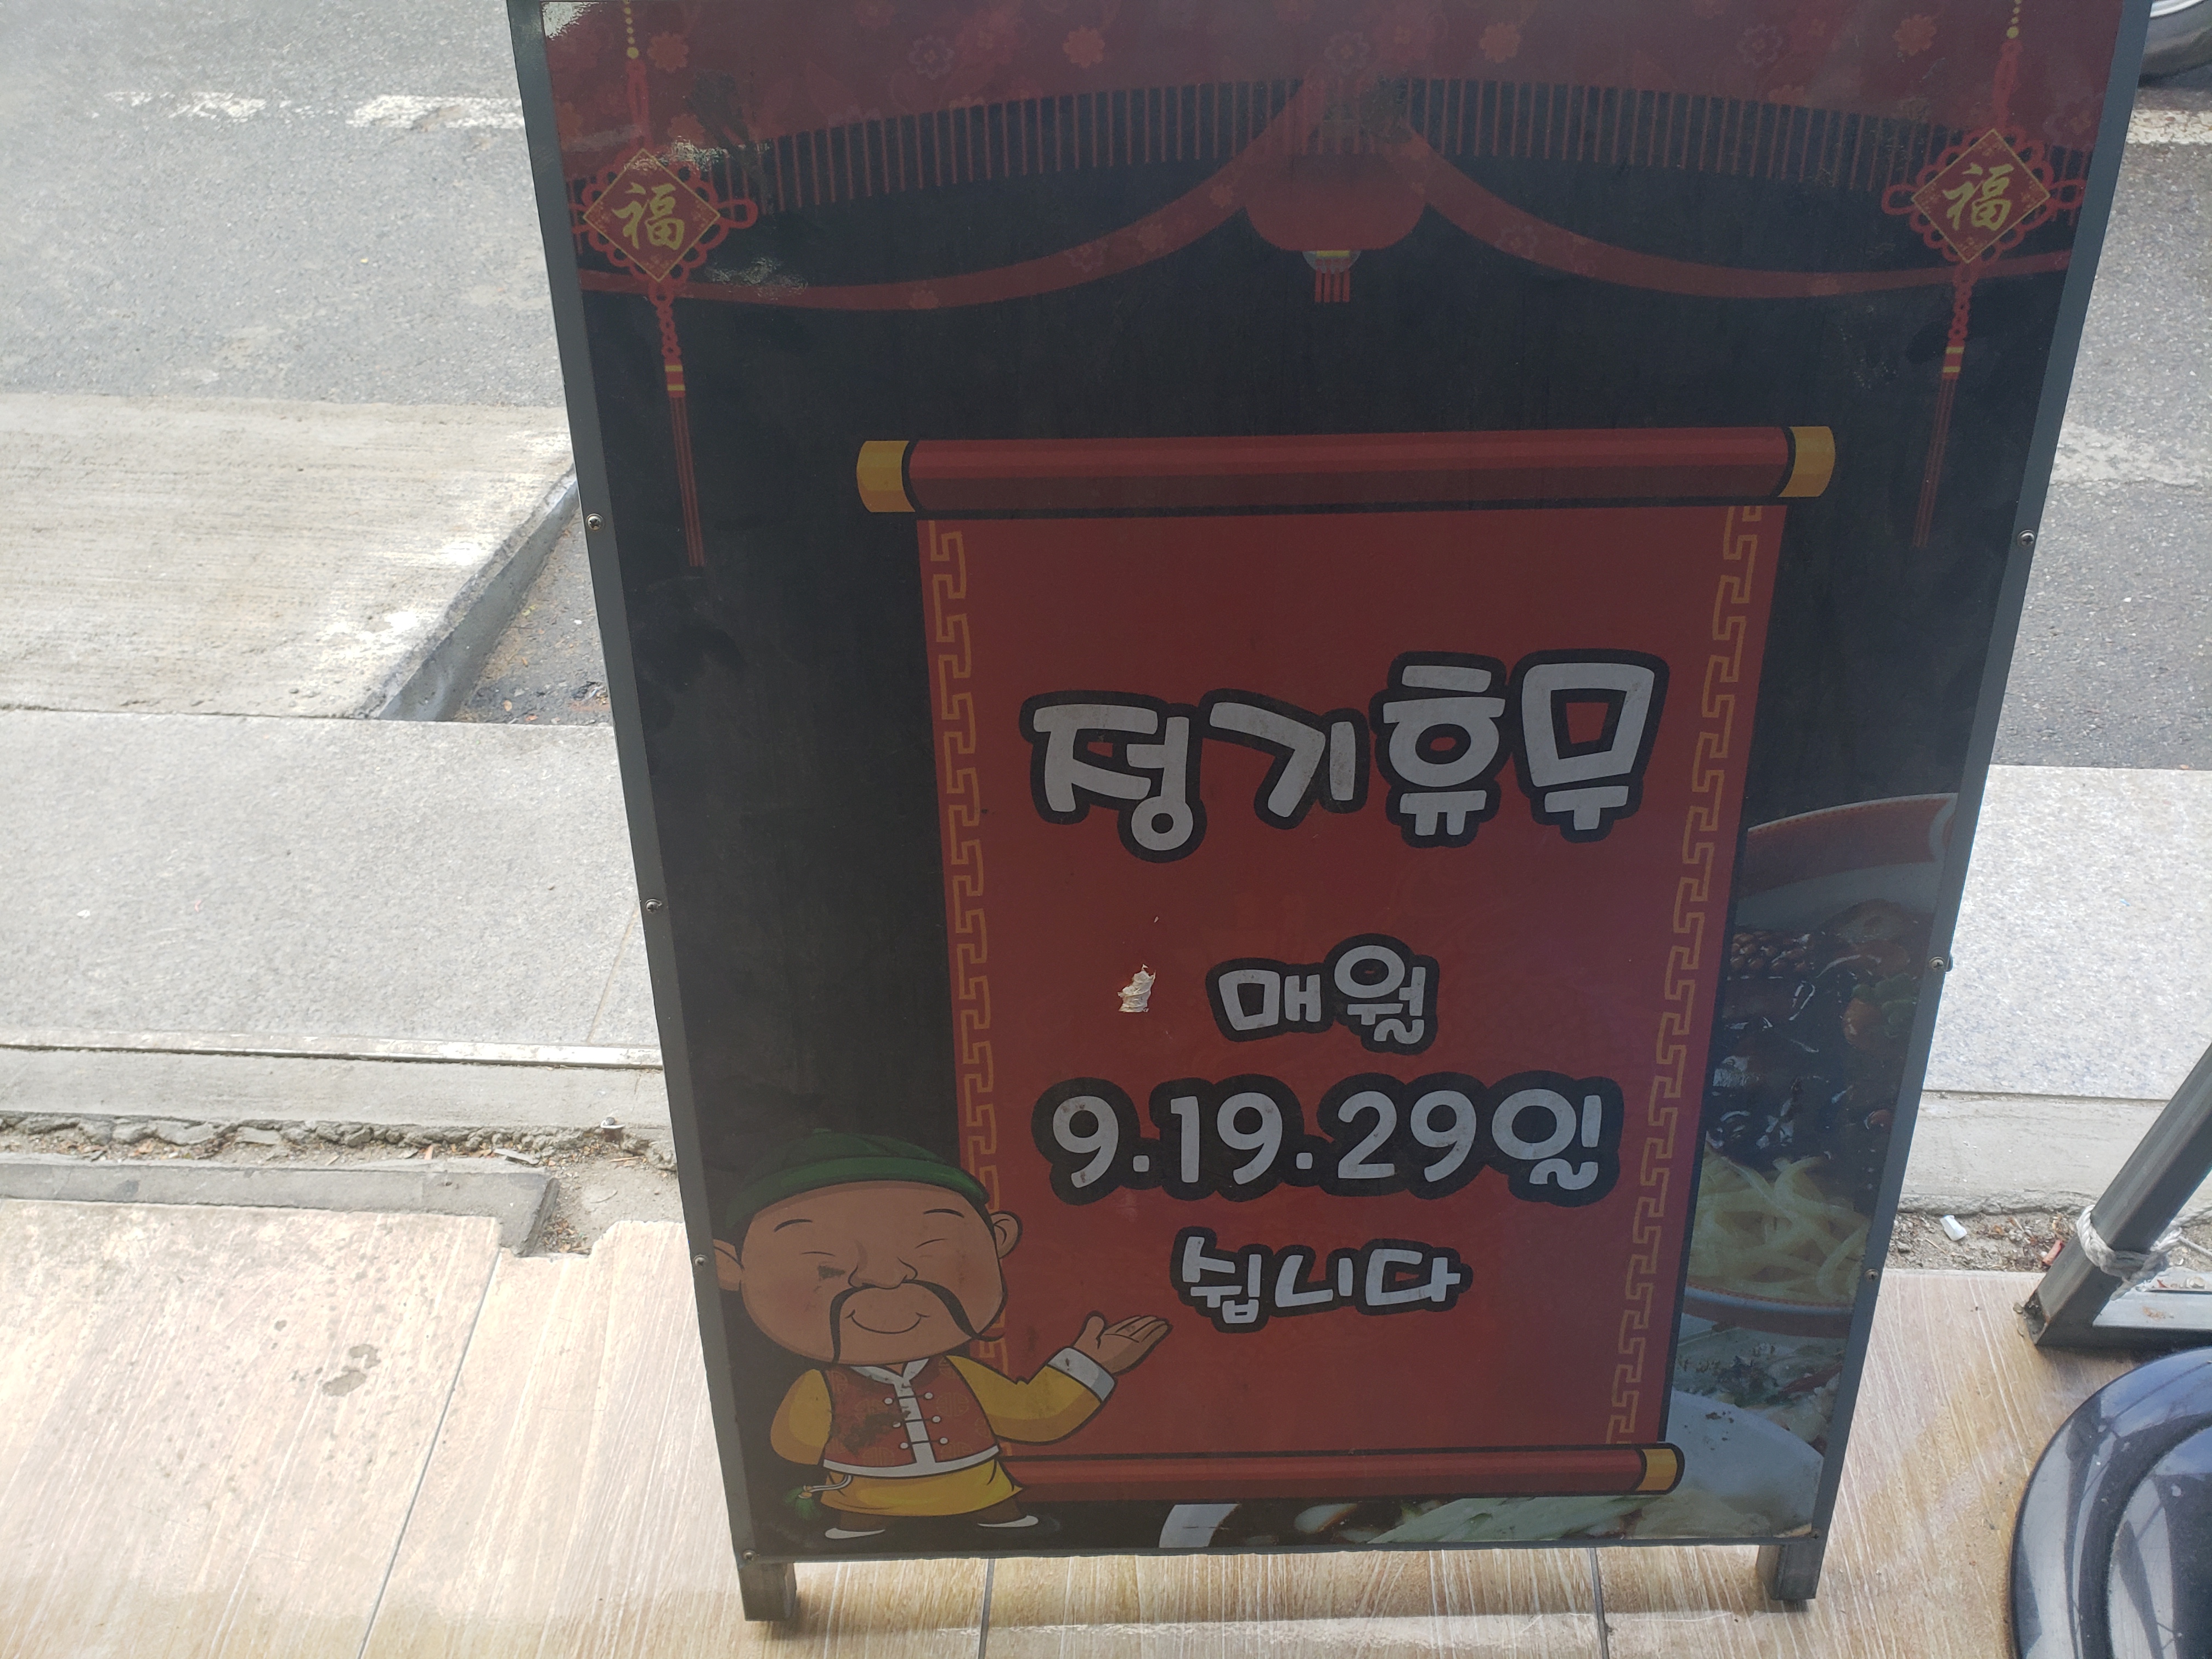 福 福
정기휴무
매월
9.19.29일
쉽니다